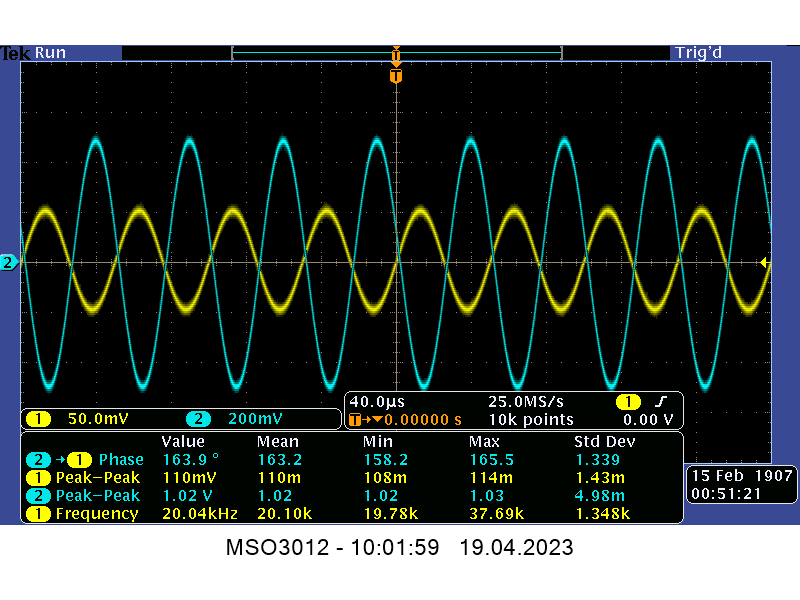 Tek Run Trig'd
T
T
2
40.0µs 25.0MS/s 1
1 50.0mV 2 200mV T→▼0.00000 s 10k points 0.00 V
Value Mean Min Max Std Dev
2 →1 Phase 163.9 ° 163.2 158.2 165.5 1.339
1 Peak−Peak 110mV 110m 108m 114m 1.43m
2 Peak−Peak 1.02 V 1.02 1.02 1.03 4.98m
1 Frequency 20.04kHz 20.10k 19.78k 37.69k 1.348k
15 Feb 1907
00:51:21
MSO3012 - 10:01:59 19.04.2023